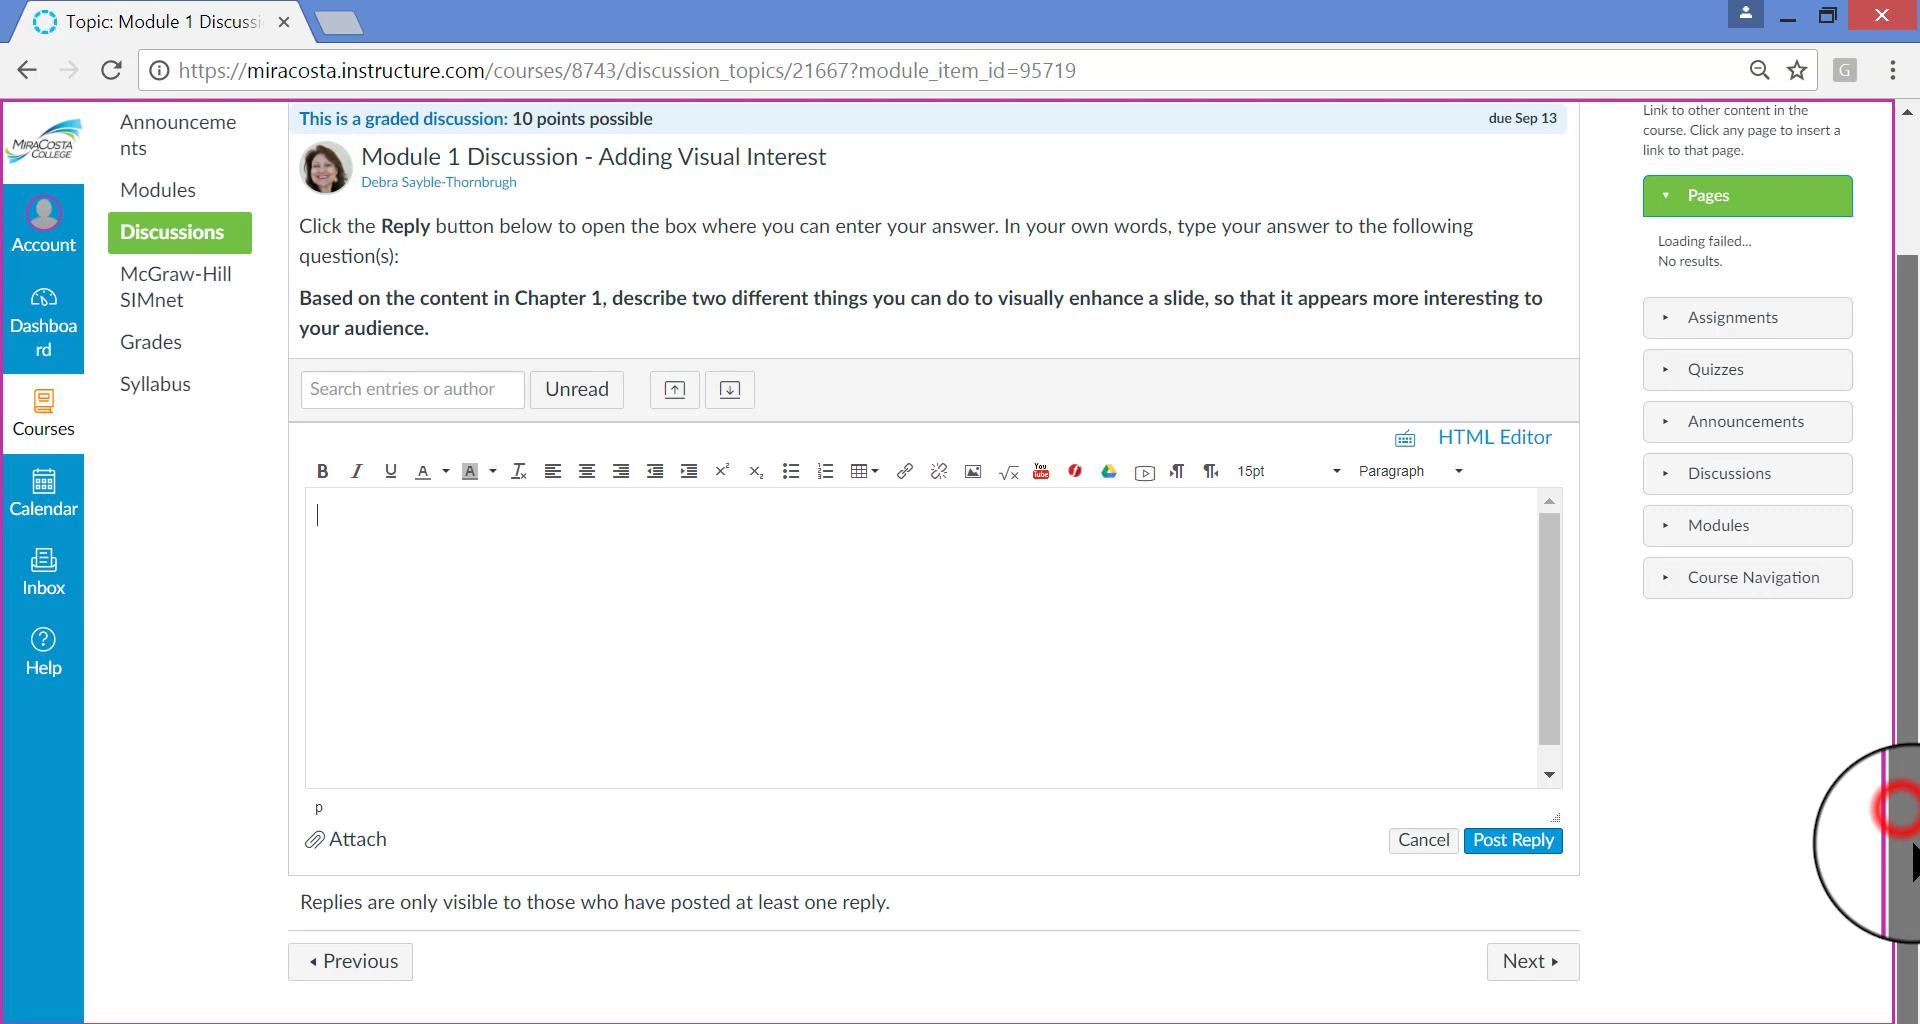 Topic: Module 1 Discussi
https://miracosta.instructure.com/courses/8743/discussion_topics/21667?module_item_id=95719
G
MIRACOSTA
COLLEGE
Account
Dashboa
rd
Courses
Calendar
Inbox
Help
Announceme
nts
Modules
Discussions
McGraw-Hill
SIMnet
Grades
Syllabus
This is a graded discussion: 10 points possible
due Sep 13
Module 1 Discussion - Adding Visual Interest
Debra Sayble-Thornbrugh
Click the Reply button below to open the box where you can enter your answer. In your own words, type your answer to the following
question(s):
Based on the content in Chapter 1, describe two different things you can do to visually enhance a slide, so that it appears more interesting to
your audience.
Search entries or author
Unread
HTML Editor
B I U A A 15pt Paragraph
p
Attach
Cancel
Post Reply
Replies are only visible to those who have posted at least one reply.
Previous
Next
Link to other content in the
course. Click any page to insert a
link to that page.
Pages
Loading failed...
No results.
Assignments
Quizzes
Announcements
Discussions
Modules
Course Navigation